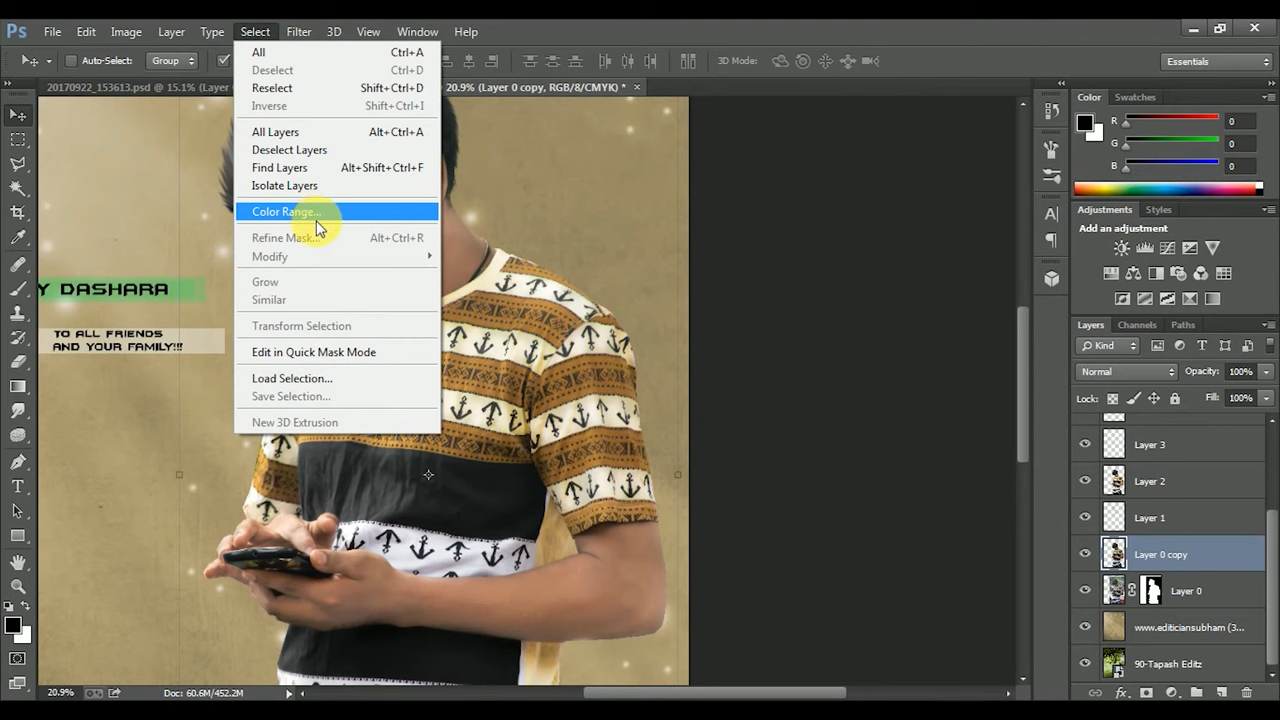 Ps File Edit Image Layer Type Select Filter 3D View Window Help
Auto-Select: Group 3D Mode: Essentials
20170922_153613.psd @ 15.1% (Layer 0 20.9% (Layer 0 copy, RGB/8/CMYK) * ×
All Ctrl+A
Deselect Ctrl+D
Reselect Shift+Ctrl+D
Inverse Shift+Ctrl+I
All Layers Alt+Ctrl+A
Deselect Layers
Find Layers Alt+Shift+Ctrl+F
Isolate Layers
Color Range...
Refine Mask... Alt+Ctrl+R
Modify
Grow
Similar
Transform Selection
Edit in Quick Mask Mode
Load Selection...
Save Selection...
New 3D Extrusion
Y DASHARA
TO ALL FRIENDS
AND YOUR FAMILY!!!
Color Swatches
R 0
G 0
B 0
Adjustments Styles
Add an adjustment
Layers Channels Paths
Kind
Normal Opacity: 100%
Lock: Fill: 100%
Layer 3
Layer 2
Layer 1
Layer 0 copy
Layer 0
www.editiciansubham (3...
90-Tapash Editz
20.9% Doc: 60.6M/452.2M